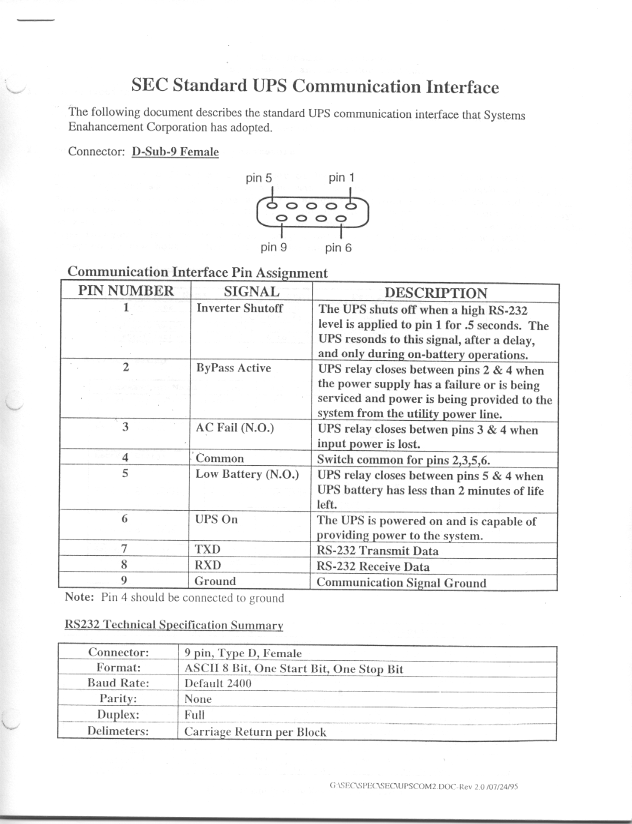 SEC Standard UPS Communication Interface
The following document describes the standard UPS communication interface that Systems
Enahancement Corporation has adopted.
Connector: D-Sub-9 Female
pin 5 pin 1
pin 9 pin 6
Communication Interface Pin Assignment
PIN NUMBER SIGNAL DESCRIPTION
1 Inverter Shutoff The UPS shuts off when a high RS-232
level is applied to pin 1 for .5 seconds. The
UPS resonds to this signal, after a delay,
and only during on-battery operations.
2 ByPass Active UPS relay closes between pins 2 & 4 when
the power supply has a failure or is being
serviced and power is being provided to the
system from the utility power line.
3 AC Fail (N.O.) UPS relay closes betwen pins 3 & 4 when
input power is lost.
4 Common Switch common for pins 2,3,5,6.
5 Low Battery (N.O.) UPS relay closes between pins 5 & 4 when
UPS battery has less than 2 minutes of life
left.
6 UPS On The UPS is powered on and is capable of
providing power to the system.
7 TXD RS-232 Transmit Data
8 RXD RS-232 Receive Data
9 Ground Communication Signal Ground
Note: Pin 4 should be connected to ground
RS232 Technical Specification Summary
Connector: 9 pin, Type D, Female
Format: ASCII 8 Bit, One Start Bit, One Stop Bit
Baud Rate: Default 2400
Parity: None
Duplex: Full
Delimeters: Carriage Return per Block
G:\SEC\SPEC\SEC\UPSCOM2.DOC-Rev 2.0 /07/24/95